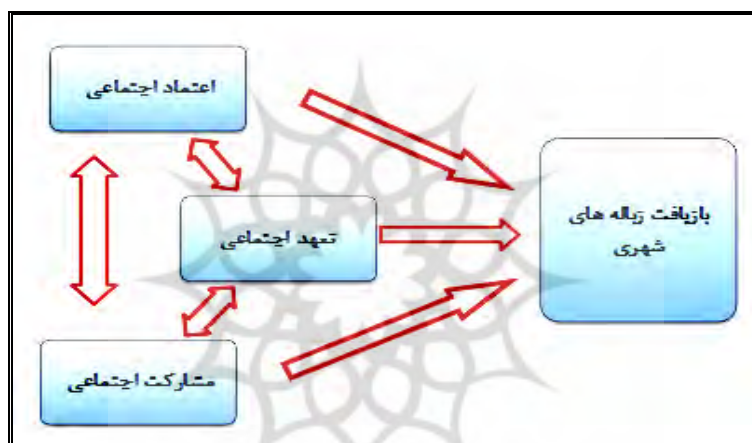 اعتماد اجتماعی
تعهد اجتماعی
بازیافت زباله های
شهری
مشارکت اجتماعی